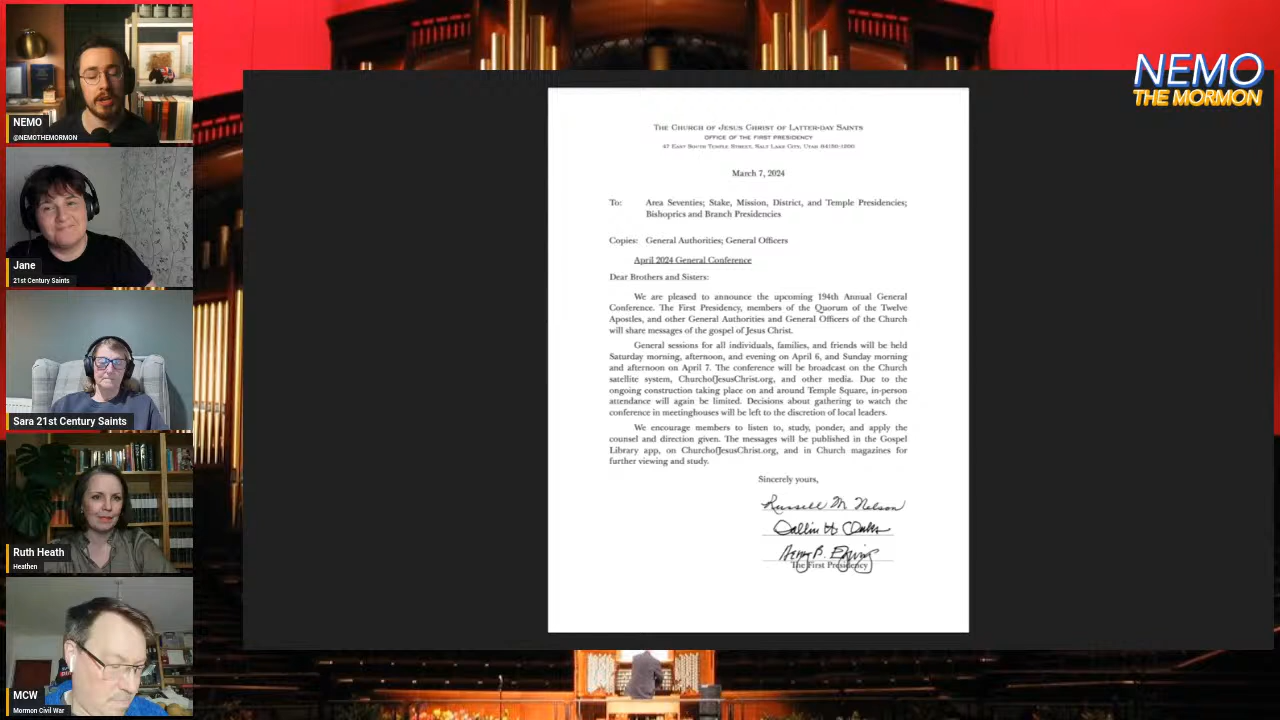 NEMO
@NEMOTHEMORMON
Jane
21st Century Saints
Sara 21st Century Saints
Ruth Heath
Heathen
MCW
Mormon Civil War
NEMO
THE MORMON
The Church of Jesus Christ of Latter-day Saints
OFFICE OF THE FIRST PRESIDENCY
47 East South Temple Street, Salt Lake City, Utah 84150-1200
March 7, 2024
To: Area Seventies; Stake, Mission, District, and Temple Presidencies;
Bishoprics and Branch Presidencies
Copies: General Authorities; General Officers
April 2024 General Conference
Dear Brothers and Sisters:
We are pleased to announce the upcoming 194th Annual General
Conference. The First Presidency, members of the Quorum of the Twelve
Apostles, and other General Authorities and General Officers of the Church
will share messages of the gospel of Jesus Christ.
General sessions for all individuals, families, and friends will be held
Saturday morning, afternoon, and evening on April 6, and Sunday morning
and afternoon on April 7. The conference will be broadcast on the Church
satellite system, ChurchofJesusChrist.org, and other media. Due to the
ongoing construction taking place on and around Temple Square, in-person
attendance will again be limited. Decisions about gathering to watch the
conference in meetinghouses will be left to the discretion of local leaders.
We encourage members to listen to, study, ponder, and apply the
counsel and direction given. The messages will be published in the Gospel
Library app, on ChurchofJesusChrist.org, and in Church magazines for
further viewing and study.
Sincerely yours,
Russell M. Nelson
Dallin H. Oaks
Henry B. Eyring
The First Presidency